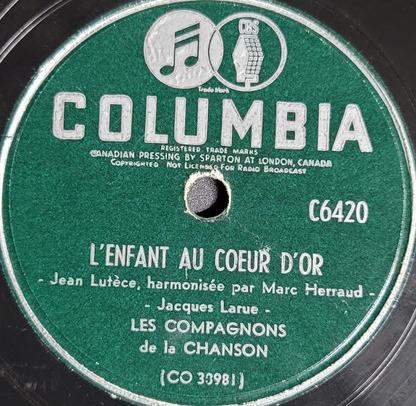 CBS
Trade Mark
COLUMBIA
REGISTERED TRADE MARKS
CANADIAN PRESSING BY SPARTON AT LONDON, CANADA
COPYRIGHTED NOT LICENSED FOR RADIO BROADCAST
C6420
L'ENFANT AU COEUR D'OR
- Jean Lutèce, harmonisée par Marc Herraud -
- Jacques Larue -
LES COMPAGNONS
de la CHANSON
(CO 30981)